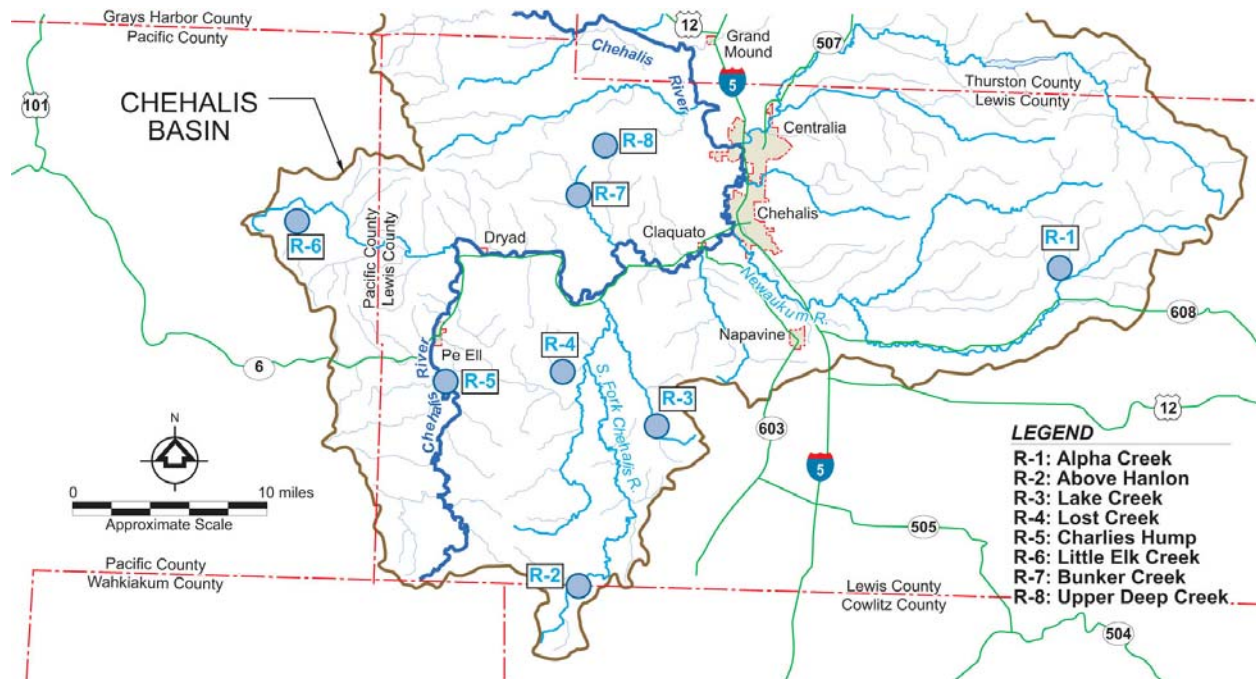 Grays Harbor County
Pacific County
12
Grand
Mound
507
Chehalis
River
5
Thurston County
Lewis County
101
CHEHALIS
BASIN
Centralia
R-8
R-7
Chehalis
R-6
Pacific County
Lewis County
Dryad
Claquato
R-1
Newaukum R.
Napavine
608
6
Pe Ell
R-4
R-5
Chehalis River
S. Fork Chehalis R.
R-3
603
12
N
0 10 miles
Approximate Scale
5
505
LEGEND
R-1: Alpha Creek
R-2: Above Hanlon
R-3: Lake Creek
R-4: Lost Creek
R-5: Charlies Hump
R-6: Little Elk Creek
R-7: Bunker Creek
R-8: Upper Deep Creek
Pacific County
Wahkiakum County
R-2
Lewis County
Cowlitz County
504